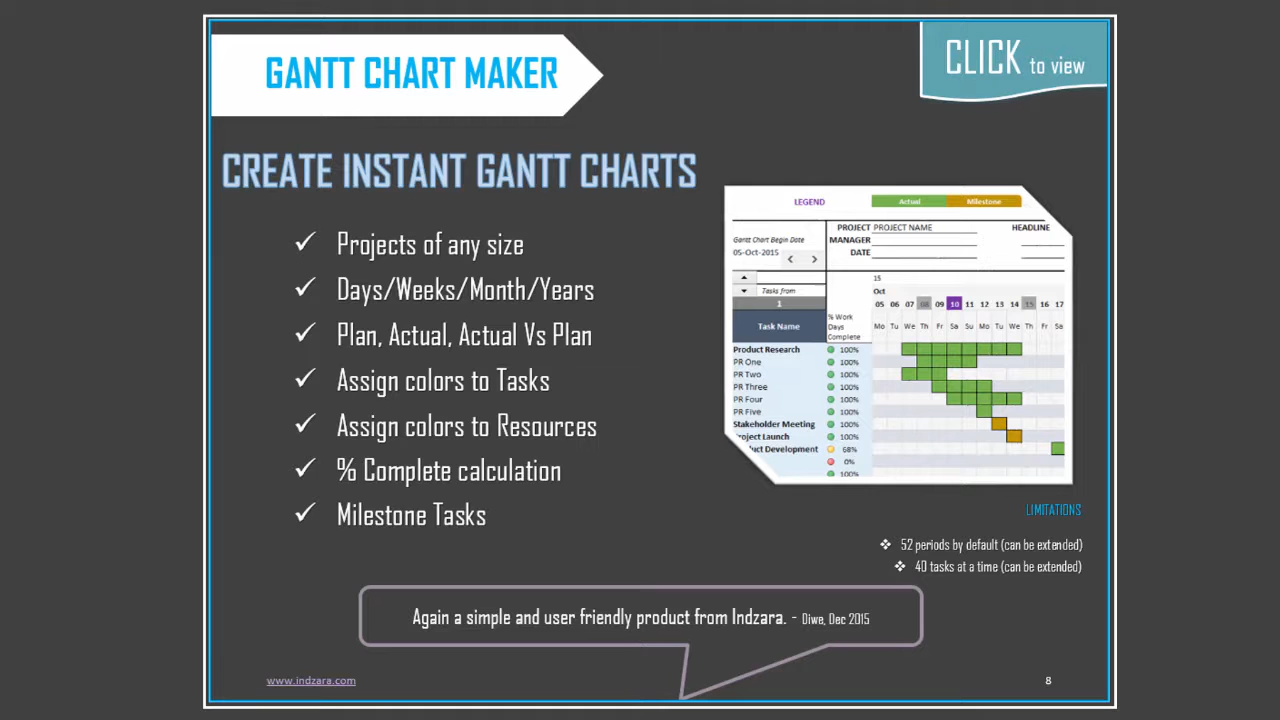 GANTT CHART MAKER
CLICK to view
CREATE INSTANT GANTT CHARTS
Projects of any size
Days/Weeks/Month/Years
Plan, Actual, Actual Vs Plan
Assign colors to Tasks
Assign colors to Resources
% Complete calculation
Milestone Tasks
LEGEND Actual Milestone
PROJECT PROJECT NAME HEADLINE
Gantt Chart Begin Date MANAGER
05-Oct-2015 DATE
15
Tasks from Oct
1 05 06 07 08 09 10 11 12 13 14 15 16 17
Task Name % Work Days Complete Mo Tu We Th Fr Sa Su Mo Tu We Th Fr Sa
Product Research 100%
PR One 100%
PR Two 100%
PR Three 100%
PR Four 100%
PR Five 100%
Stakeholder Meeting 100%
roject Launch 100%
uct Development 68%
0%
100%
LIMITATIONS
52 periods by default (can be extended)
40 tasks at a time (can be extended)
Again a simple and user friendly product from Indzara. - Diwe, Dec 2015
www.indzara.com
8